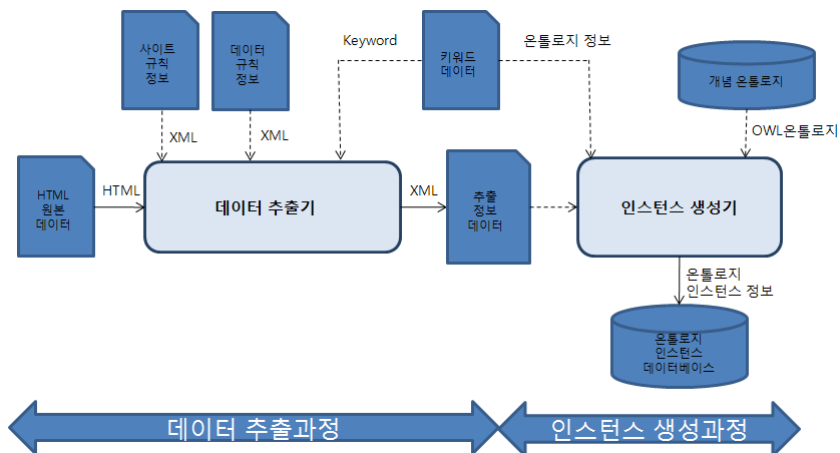 사이트
규칙
정보
데이터
규칙
정보
Keyword
키워드
데이터
온톨로지 정보
개념 온톨로지
XML
XML
OWL온톨로지
HTML
원본
데이터
HTML
데이터 추출기
XML
추출
정보
데이터
인스턴스 생성기
온톨로지
인스턴스 정보
온톨로지
인스턴스
데이터베이스
데이터 추출과정
인스턴스 생성과정